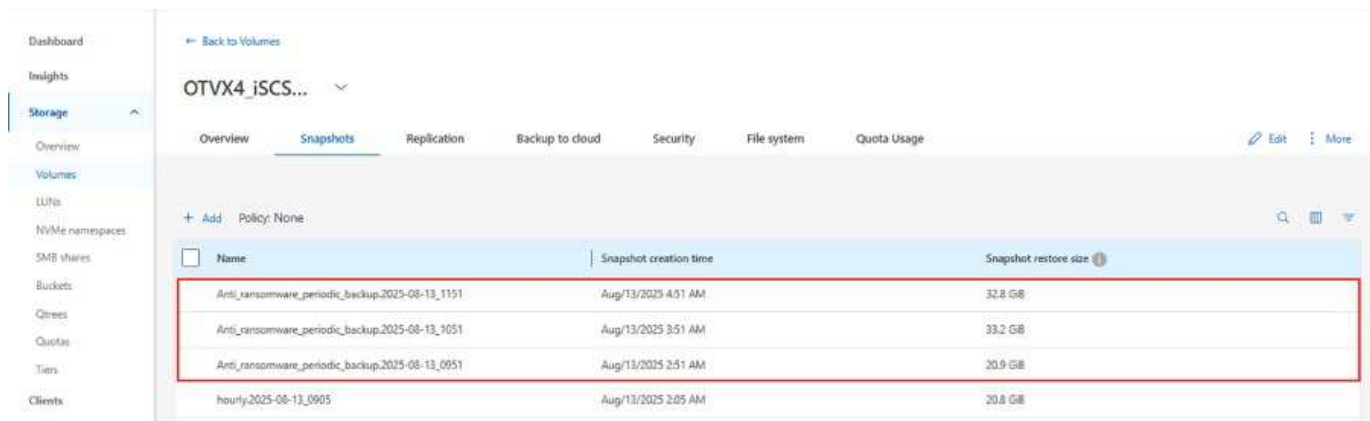 Dashboard
Insights
Storage
Overview
Volumes
LUNs
NVMe namespaces
SMB shares
Buckets
Qtrees
Quotas
Tiers
Clients
← Back to Volumes
OTVX4_iSCS...
Overview Snapshots Replication Backup to cloud Security File system Quota Usage Edit More
+ Add Policy: None
Name Snapshot creation time Snapshot restore size
Anti_ransomware_periodic_backup.2025-08-13_1151 Aug/13/2025 4:51 AM 32.8 GiB
Anti_ransomware_periodic_backup.2025-08-13_1051 Aug/13/2025 3:51 AM 33.2 GiB
Anti_ransomware_periodic_backup.2025-08-13_0951 Aug/13/2025 2:51 AM 20.9 GiB
hourly.2025-08-13_0905 Aug/13/2025 2:05 AM 20.8 GiB